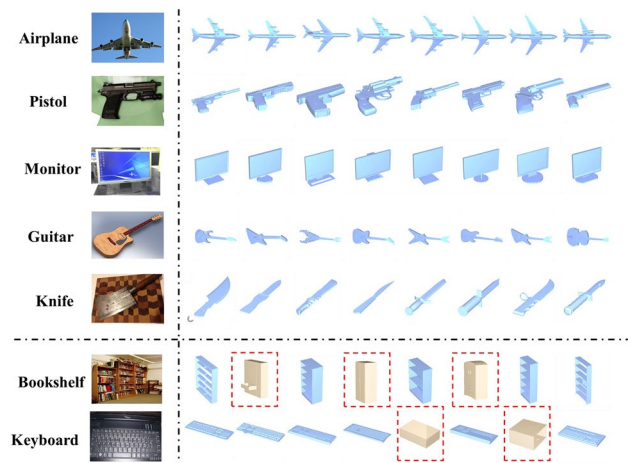 Airplane
Pistol
Monitor
Guitar
Knife
Bookshelf
Keyboard